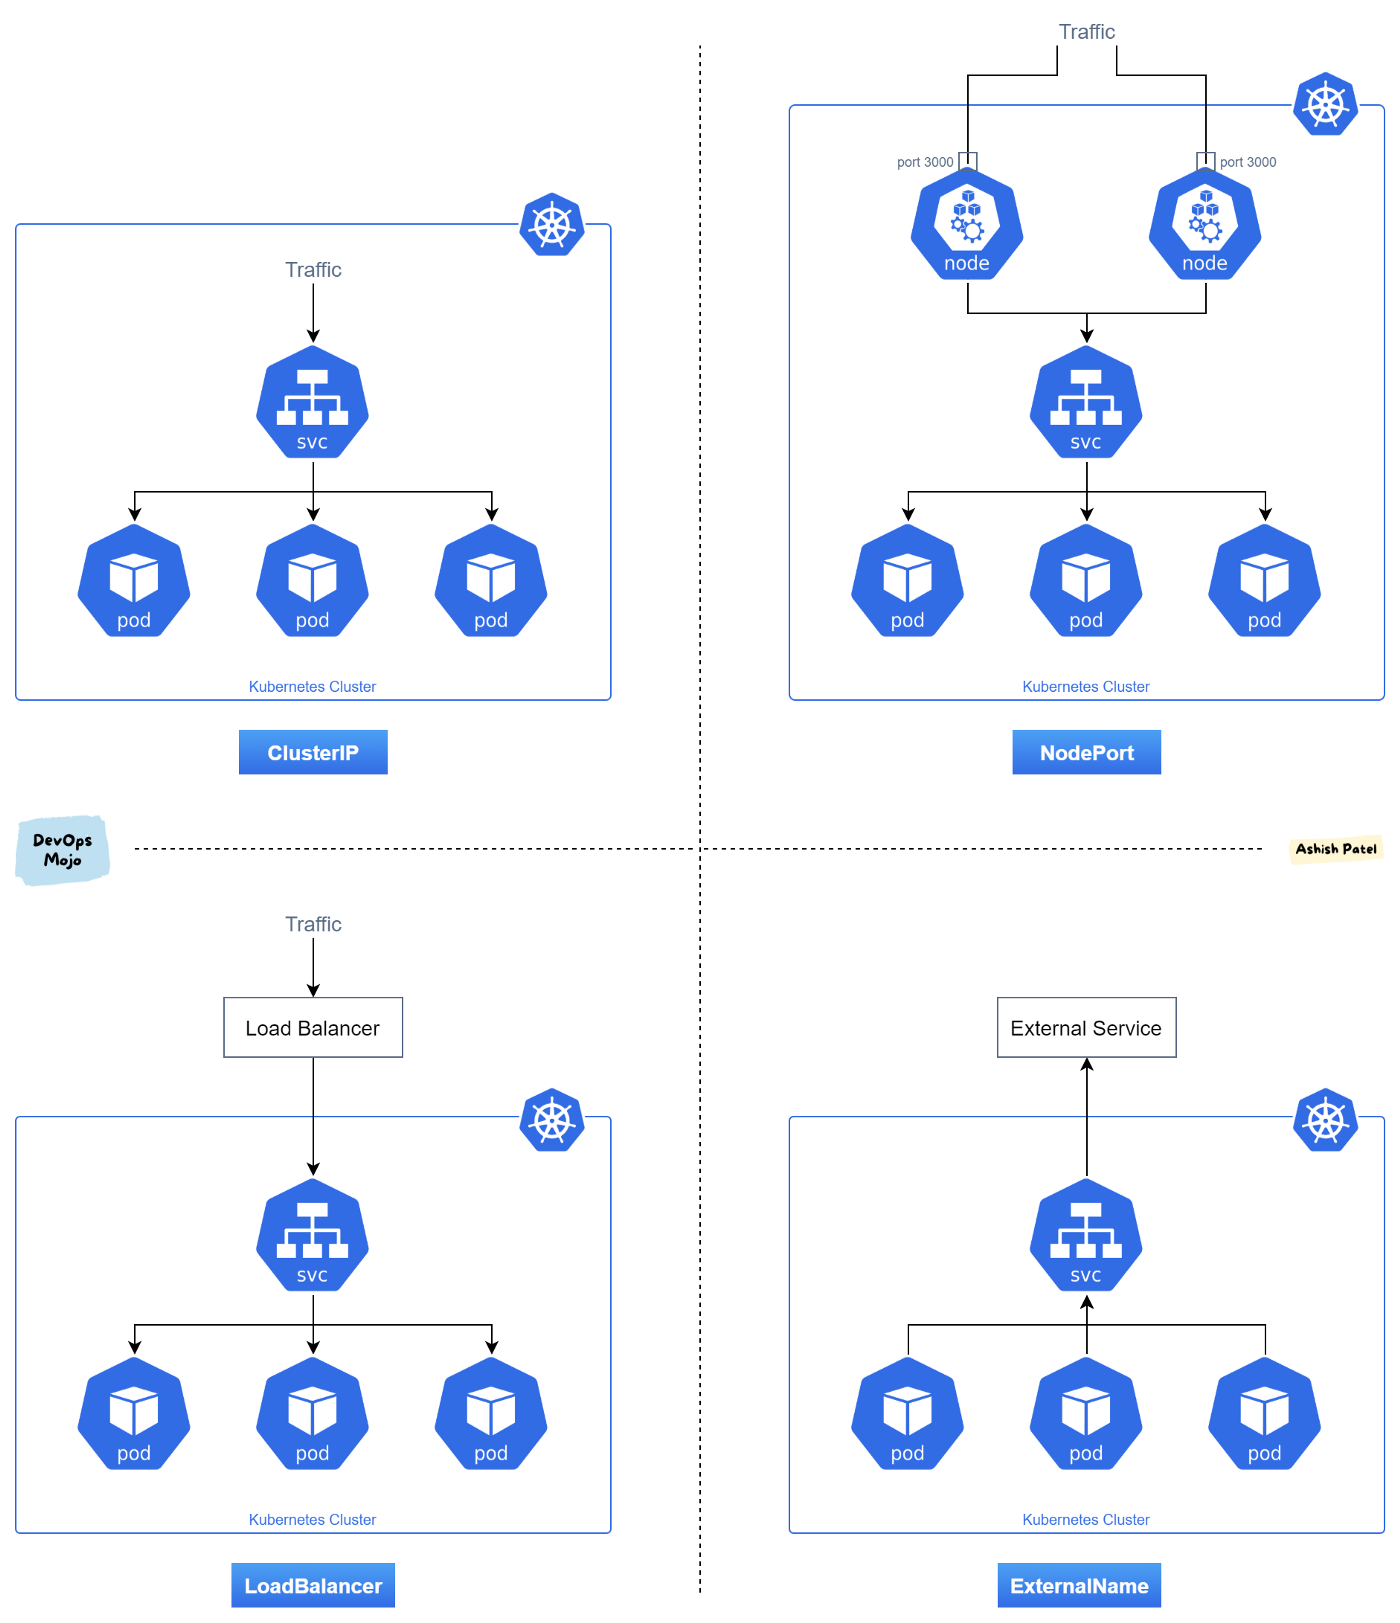 Traffic
svc
pod
pod
pod
Kubernetes Cluster
ClusterIP
Traffic
port 3000
port 3000
node
node
svc
pod
pod
pod
Kubernetes Cluster
NodePort
DevOps
Mojo
Ashish Patel
Traffic
Load Balancer
svc
pod
pod
pod
Kubernetes Cluster
LoadBalancer
External Service
svc
pod
pod
pod
Kubernetes Cluster
ExternalName